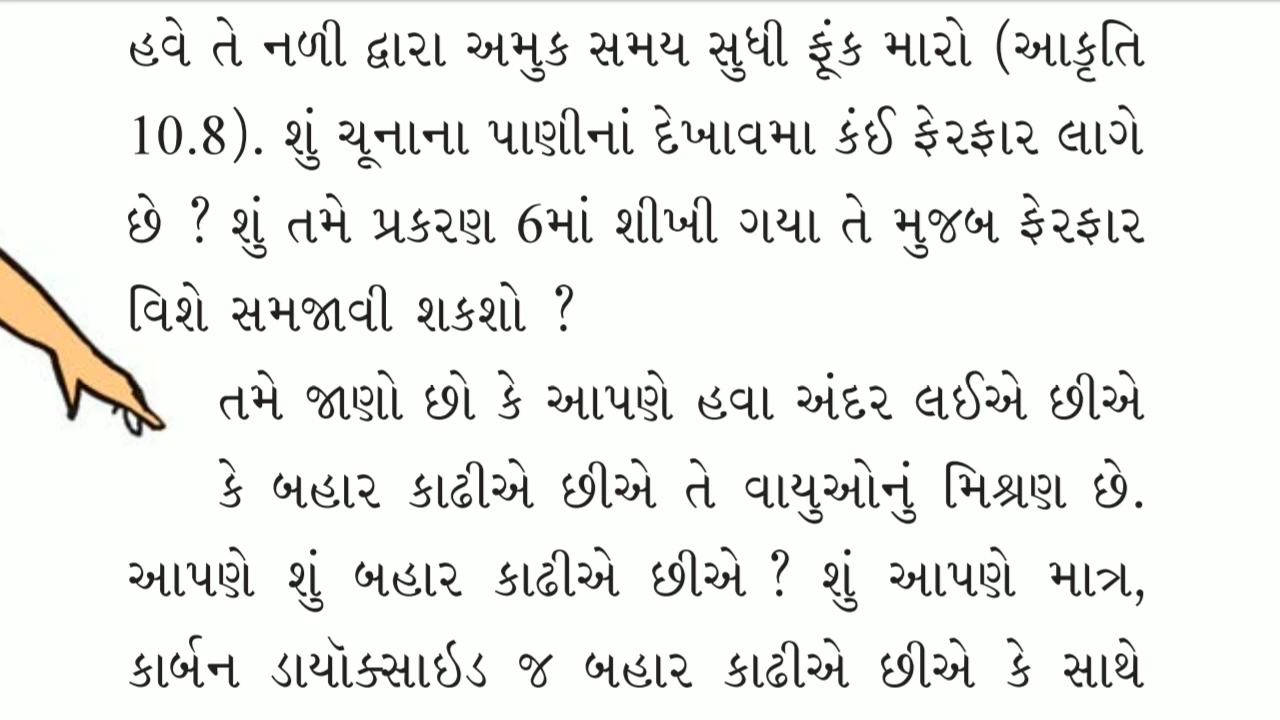 હવે તે નળી દ્વારા અમુક સમય સુધી ફૂંક મારો (આકૃતિ
10.8). શું ચૂનાના પાણીનાં દેખાવમા કંઈ ફેરફાર લાગે
છે ? શું તમે પ્રકરણ 6માં શીખી ગયા તે મુજબ ફેરફાર
વિશે સમજાવી શકશો ?
તમે જાણો છો કે આપણે હવા અંદર લઈએ છીએ
કે બહાર કાઢીએ છીએ તે વાયુઓનું મિશ્રણ છે.
આપણે શું બહાર કાઢીએ છીએ ? શું આપણે માત્ર,
કાર્બન ડાયૉક્સાઇડ જ બહાર કાઢીએ છીએ કે સાથે